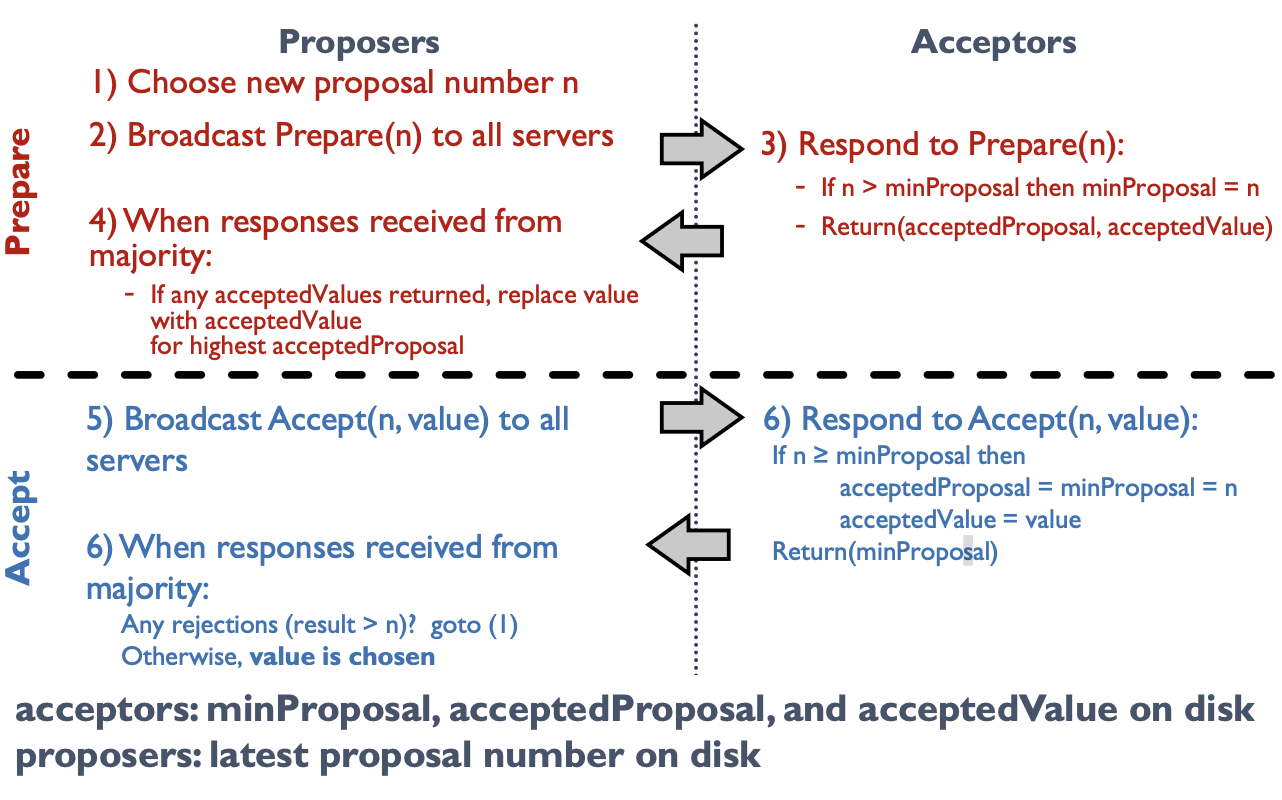 Proposers
Acceptors
Prepare
1) Choose new proposal number n
2) Broadcast Prepare(n) to all servers
3) Respond to Prepare(n):
- If n > minProposal then minProposal = n
- Return(acceptedProposal, acceptedValue)
4) When responses received from
majority:
- If any acceptedValues returned, replace value
with acceptedValue
for highest acceptedProposal
Accept
5) Broadcast Accept(n, value) to all
servers
6) Respond to Accept(n, value):
If n ≥ minProposal then
acceptedProposal = minProposal = n
acceptedValue = value
Return(minProposal)
6) When responses received from
majority:
Any rejections (result > n)? goto (1)
Otherwise, value is chosen
acceptors: minProposal, acceptedProposal, and acceptedValue on disk
proposers: latest proposal number on disk